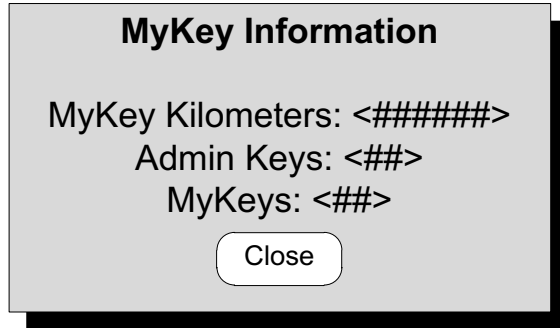 MyKey Information
MyKey Kilometers: <######>
Admin Keys: <##>
MyKeys: <##>
Close